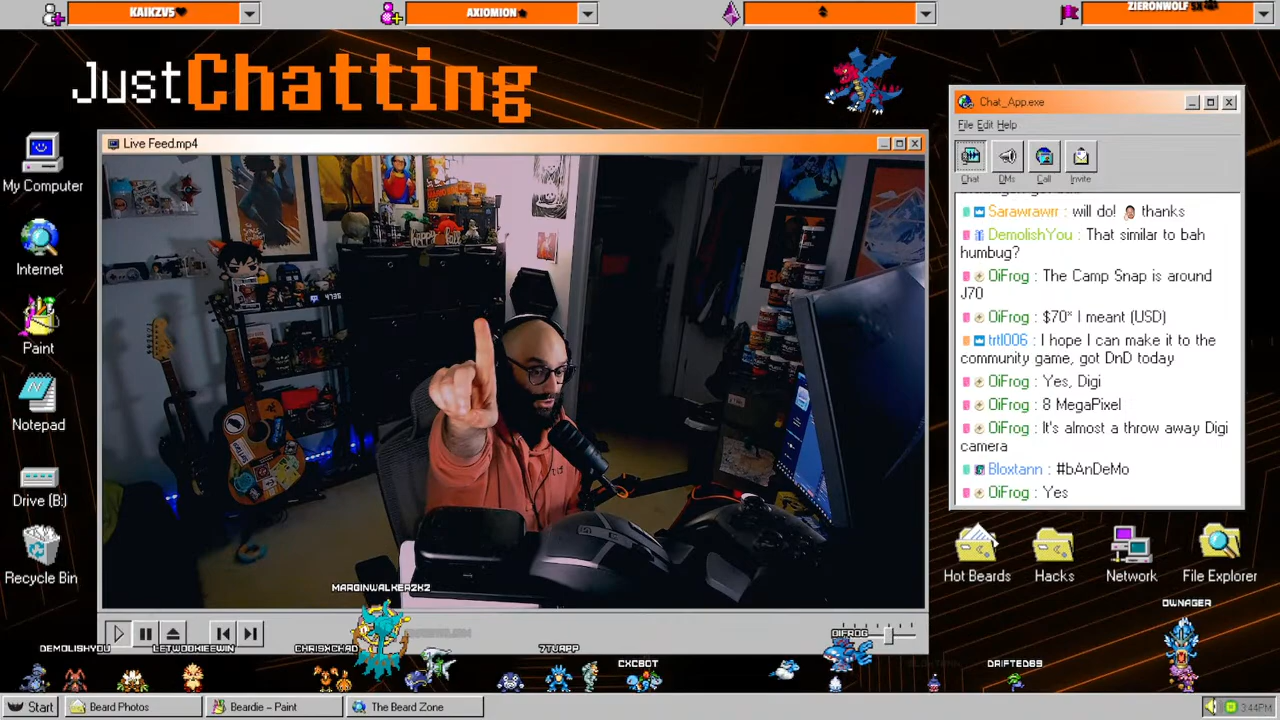 KAIKZVS
AXIOMION
ZIERONWOLF
JustChatting
Live Feed.mp4
Chat_App.exe
File Edit Help
Chat DMs Call Invite
Sarawrawrr : will do! thanks
DemolishYou : That similar to bah
humbug?
OiFrog : The Camp Snap is around
J70
OiFrog : $70* I meant (USD)
trtl006 : I hope I can make it to the
community game, got DnD today
OiFrog : Yes, Digi
OiFrog : 8 MegaPixel
OiFrog : It's almost a throw away Digi
camera
Bloxtann : #bAnDeMo
OiFrog : Yes
My Computer
Internet
Paint
Notepad
Drive (B:)
Recycle Bin
Hot Beards
Hacks
Network
File Explorer
MARGINWALKER2K2
OWNAGER
OIFROG
DEMOLISHYOU
LETWOOKIEEWIN
CHRISXCHAO
7TVAPP
CXCBOT
DRIFTED69
Start
Beard Photos
Beardie - Paint
The Beard Zone
3:44PM